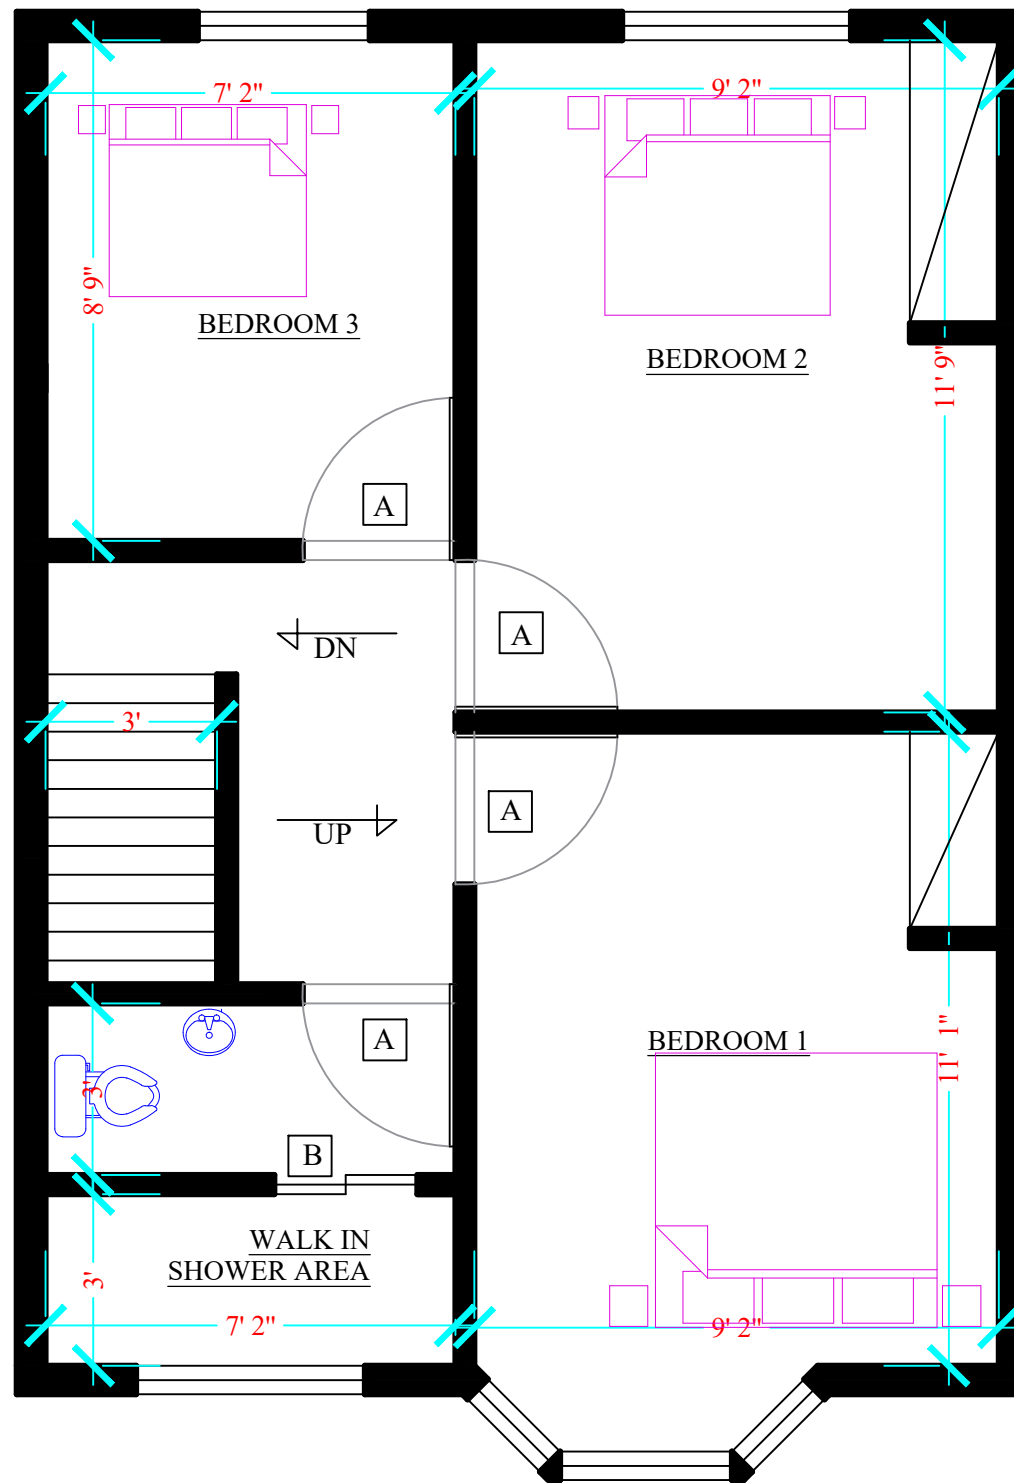 7' 2"
9' 2"
8' 9"
BEDROOM 3
BEDROOM 2
11' 9"
A
A
DN
3'
A
UP
A
BEDROOM 1
11' 1"
3'
B
WALK IN
SHOWER AREA
3'
7' 2"
9' 2"